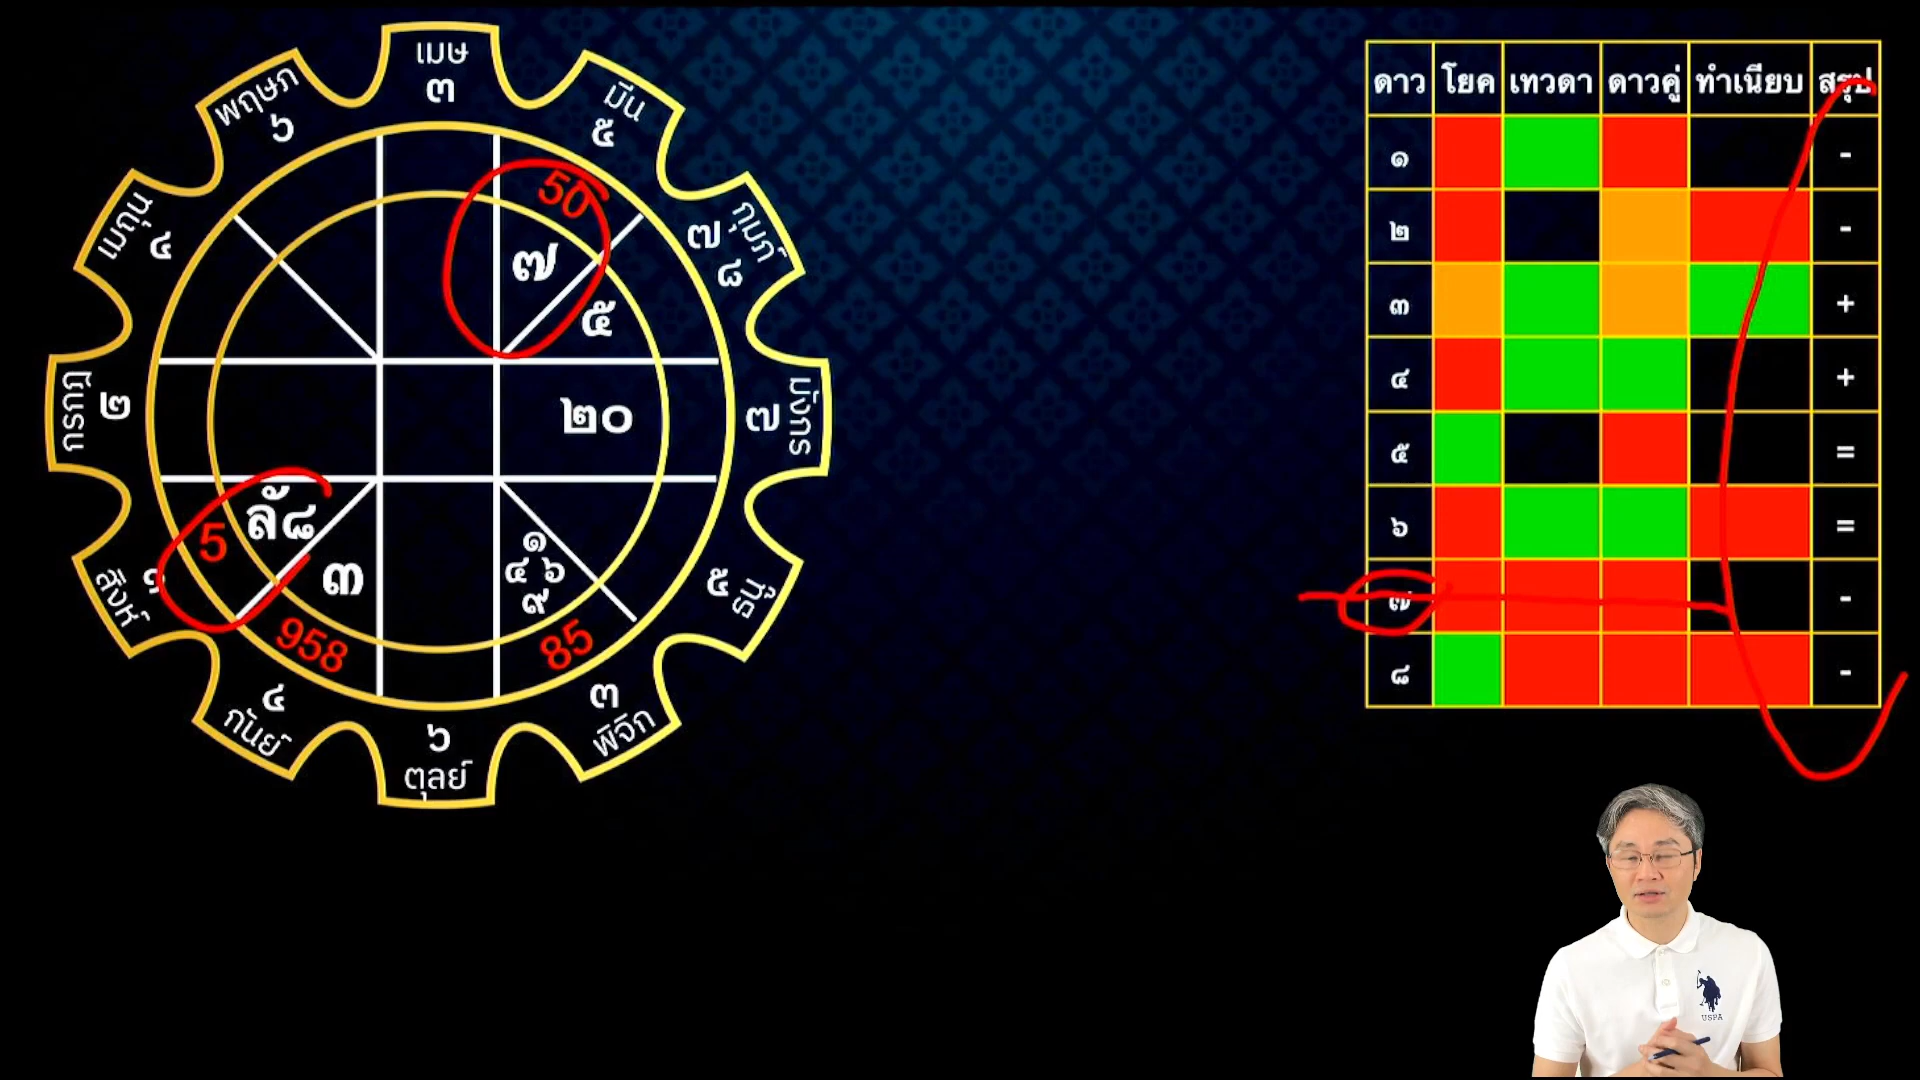 เมษ
๓
มีน
๕
กุมภ์
๗
๘
มังกร
๗
ธนู
๕
พิจิก
๓
ตุลย์
๖
กันย์
๔
สิงห์
กรกฎ
๒
เมถุน
๔
พฤษภ
๖
50
๗
๕
๒๐
๑
๔ ๖
๙
85
958
๓
5
ลั๘
ดาว โยค เทวดา ดาวคู่ ทำเนียบ สรุป
๑ -
๒ -
๓ +
๔ +
๕ =
๖ =
๗ -
๘ -
USPA